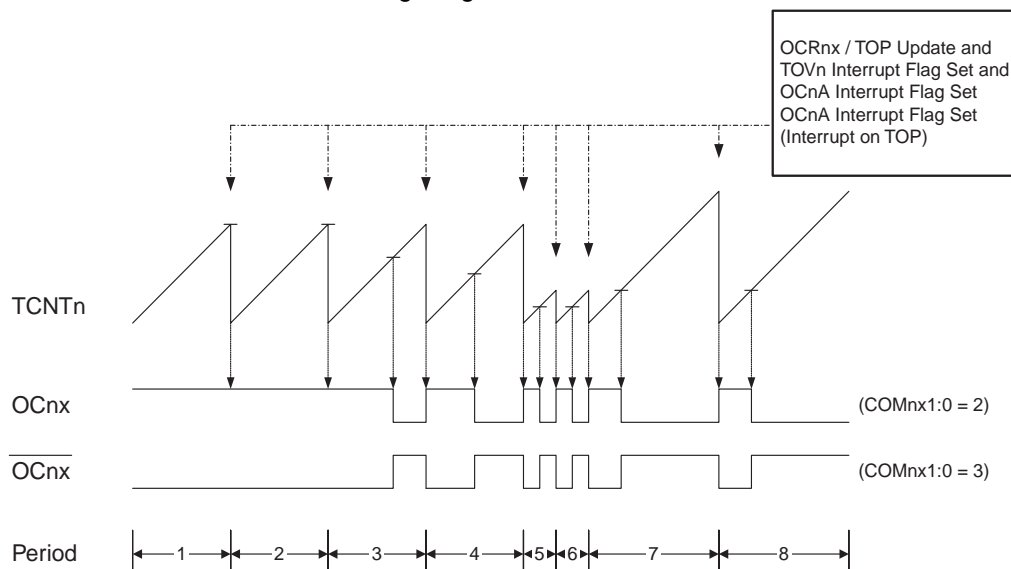 OCRnx / TOP Update and
TOVn Interrupt Flag Set and
OCnA Interrupt Flag Set
OCnA Interrupt Flag Set
(Interrupt on TOP)
TCNTn
OCnx (COMnx1:0 = 2)
OCnx (COMnx1:0 = 3)
Period 1 2 3 4 5 6 7 8